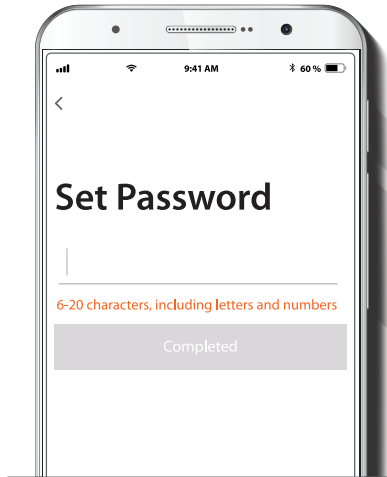 9:41 AM 60 %
Set Password
6-20 characters, including letters and numbers
Completed